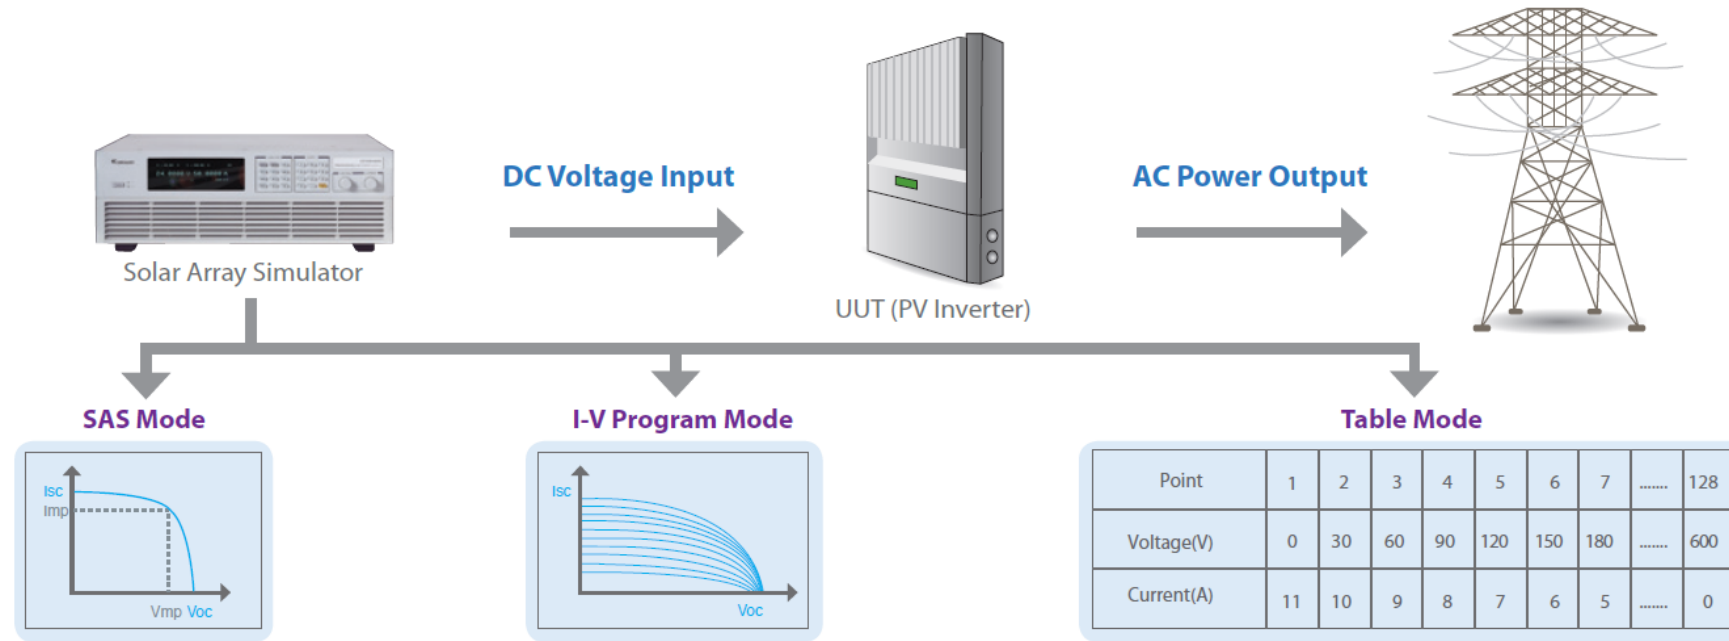 DC Voltage Input
AC Power Output
Solar Array Simulator
UUT (PV Inverter)
SAS Mode
I-V Program Mode
Table Mode
Isc
Imp
Vmp Voc
Isc
Voc
Point 1 2 3 4 5 6 7 ....... 128
Voltage(V) 0 30 60 90 120 150 180 ....... 600
Current(A) 11 10 9 8 7 6 5 ....... 0